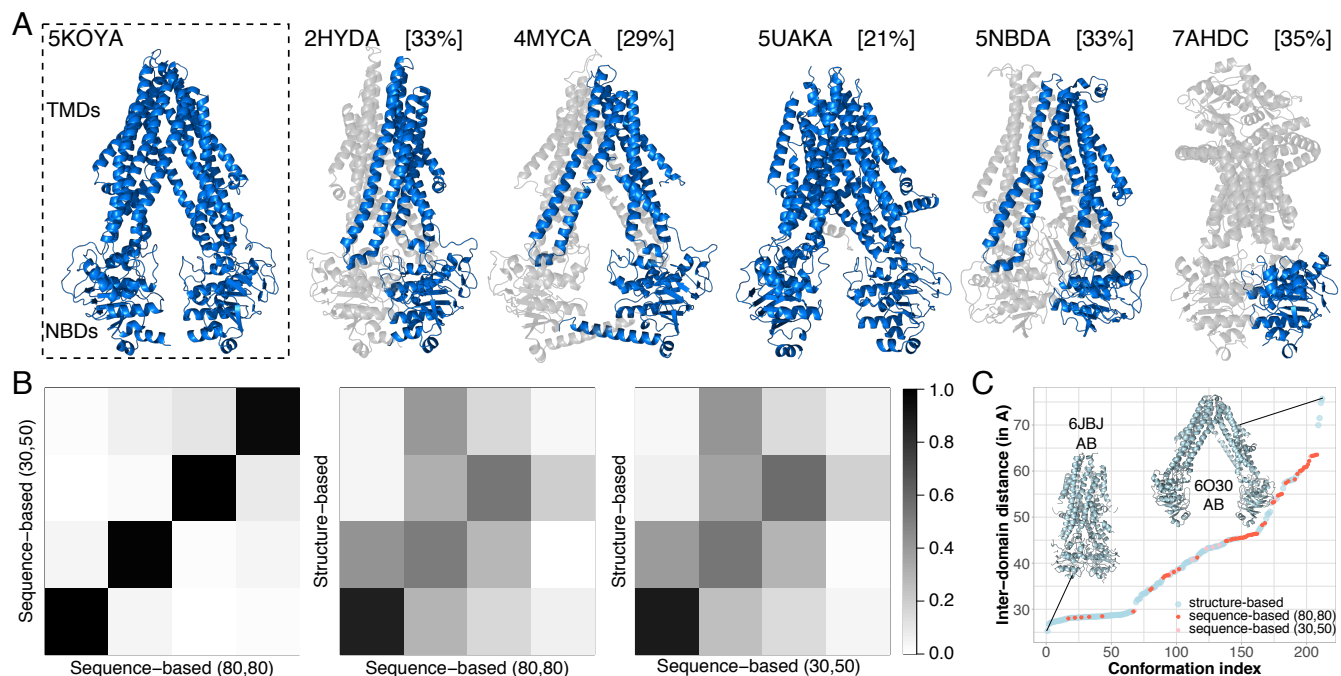 A
5KOYA
2HYDA [33%]
4MYCA [29%]
5UAKA [21%]
5NBDA [33%]
7AHDC [35%]
TMDs
NBDs
B
Sequence−based (30,50)
Sequence−based (80,80)
Structure−based
Sequence−based (80,80)
Structure−based
Sequence−based (30,50)
1.0
0.8
0.6
0.4
0.2
0.0
C
Inter−domain distance (in A)
70
60
50
40
30
6JBJ
AB
6O30
AB
structure−based
sequence−based (80,80)
sequence−based (30,50)
0
50
100
150
200
Conformation index